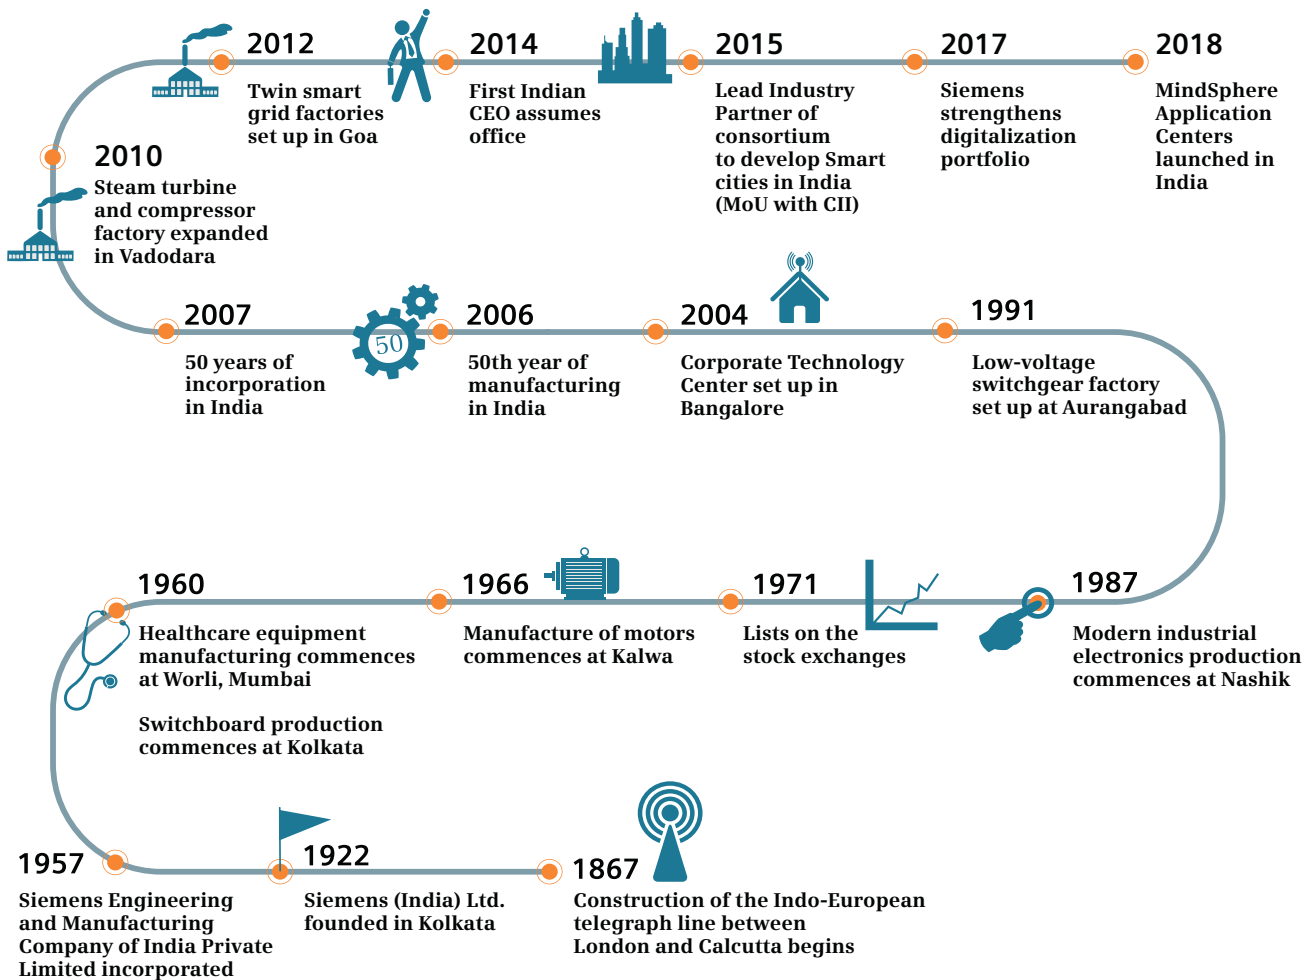 2012
Twin smart
grid factories
set up in Goa
2014
First Indian
CEO assumes
office
2015
Lead Industry
Partner of
consortium
to develop Smart
cities in India
(MoU with CII)
2017
Siemens
strengthens
digitalization
portfolio
2018
MindSphere
Application
Centers
launched in
India
2010
Steam turbine
and compressor
factory expanded
in Vadodara
2007
50 years of
incorporation
in India
50
2006
50th year of
manufacturing
in India
2004
Corporate Technology
Center set up in
Bangalore
1991
Low-voltage
switchgear factory
set up at Aurangabad
1960
Healthcare equipment
manufacturing commences
at Worli, Mumbai
Switchboard production
commences at Kolkata
1966
Manufacture of motors
commences at Kalwa
1971
Lists on the
stock exchanges
1987
Modern industrial
electronics production
commences at Nashik
1957
Siemens Engineering
and Manufacturing
Company of India Private
Limited incorporated
1922
Siemens (India) Ltd.
founded in Kolkata
1867
Construction of the Indo-European
telegraph line between
London and Calcutta begins